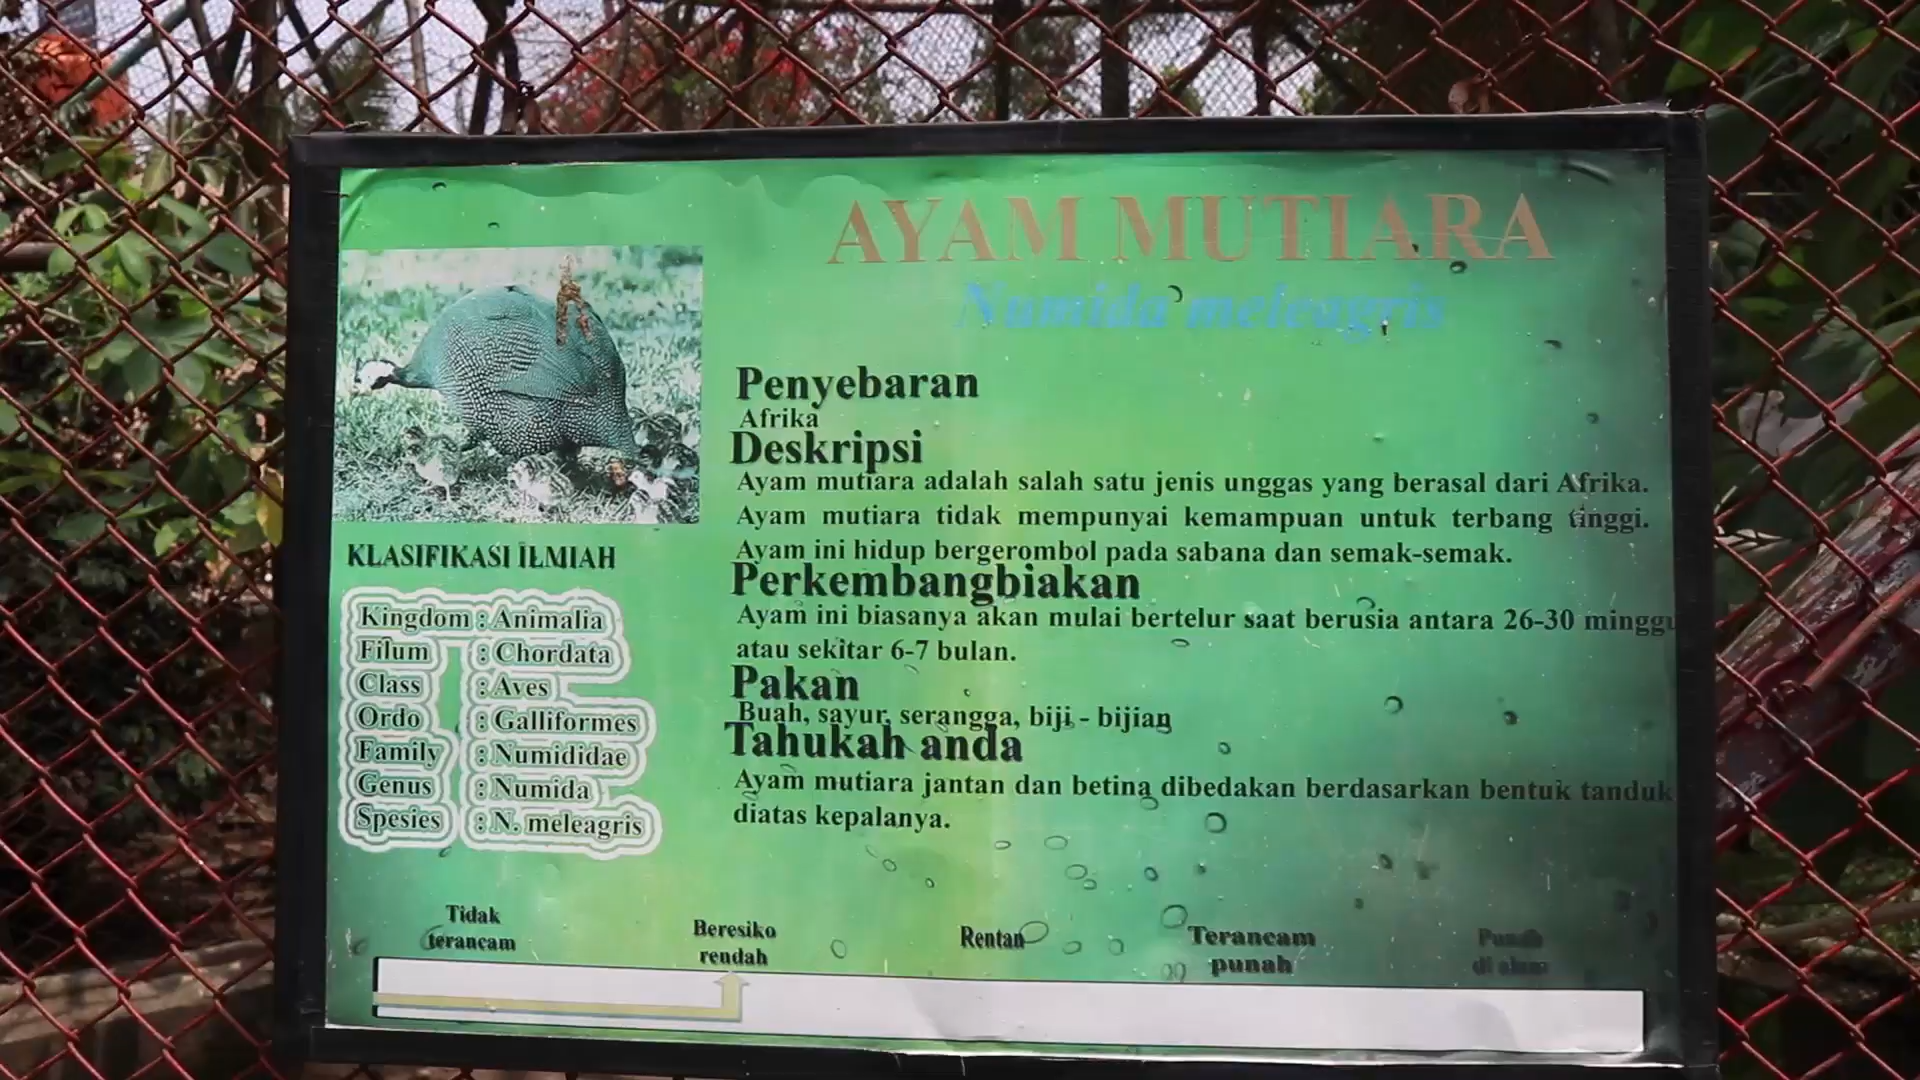 AYAM MUTIARA
Numida meleagris
Penyebaran
Afrika
Deskripsi
Ayam mutiara adalah salah satu jenis unggas yang berasal dari Afrika.
Ayam mutiara tidak mempunyai kemampuan untuk terbang tinggi.
Ayam ini hidup bergerombol pada sabana dan semak-semak.
Perkembangbiakan
Ayam ini biasanya akan mulai bertelur saat berusia antara 26-30 minggu
atau sekitar 6-7 bulan.
Pakan
Buah, sayur, serangga, biji - bijian
Tahukah anda
Ayam mutiara jantan dan betina dibedakan berdasarkan bentuk tanduk
diatas kepalanya.
KLASIFIKASI ILMIAH
Kingdom : Animalia
Filum : Chordata
Class : Aves
Ordo : Galliformes
Family : Numididae
Genus : Numida
Spesies : N. meleagris
Tidak
terancam
Beresiko
rendah
Rentan
Terancam
punah
Punah
di alam